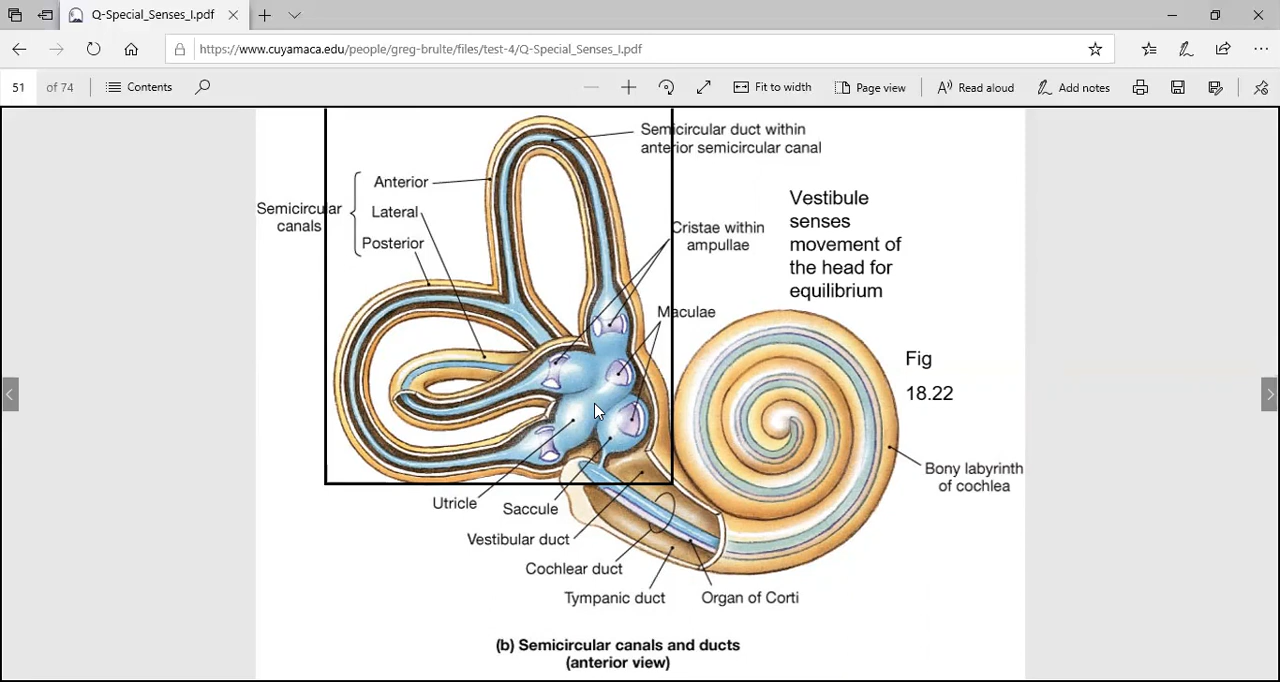 Q-Special_Senses_I.pdf
https://www.cuyamaca.edu/people/greg-brulte/files/test-4/Q-Special_Senses_I.pdf
51 of 74 Contents Fit to width Page view Read aloud Add notes
Semicircular duct within
anterior semicircular canal
Semicircular
canals
Anterior
Lateral
Posterior
Cristae within
ampullae
Maculae
Vestibule
senses
movement of
the head for
equilibrium
Fig
18.22
Bony labyrinth
of cochlea
Utricle
Saccule
Vestibular duct
Cochlear duct
Tympanic duct
Organ of Corti
(b) Semicircular canals and ducts
(anterior view)